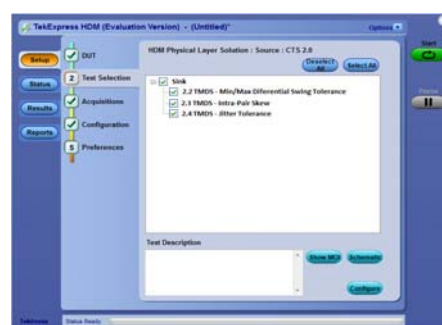 TekExpress HDM (Evaluation Version) - (Untitled)*
Options
Setup
Status
Results
Reports
DUT
2 Test Selection
Acquisitions
Configuration
5 Preferences
HDM Physical Layer Solution : Source : CTS 2.0
Deselect All
Select All
Sink
2.2 TMDS - Min/Max Diferential Swing Tolerance
2.3 TMDS - Intra-Pair Skew
2.4 TMDS - Jitter Tolerance
Test Description
Show MOI
Schematic
Configure
Start
Pause
Tektronix
Status Ready